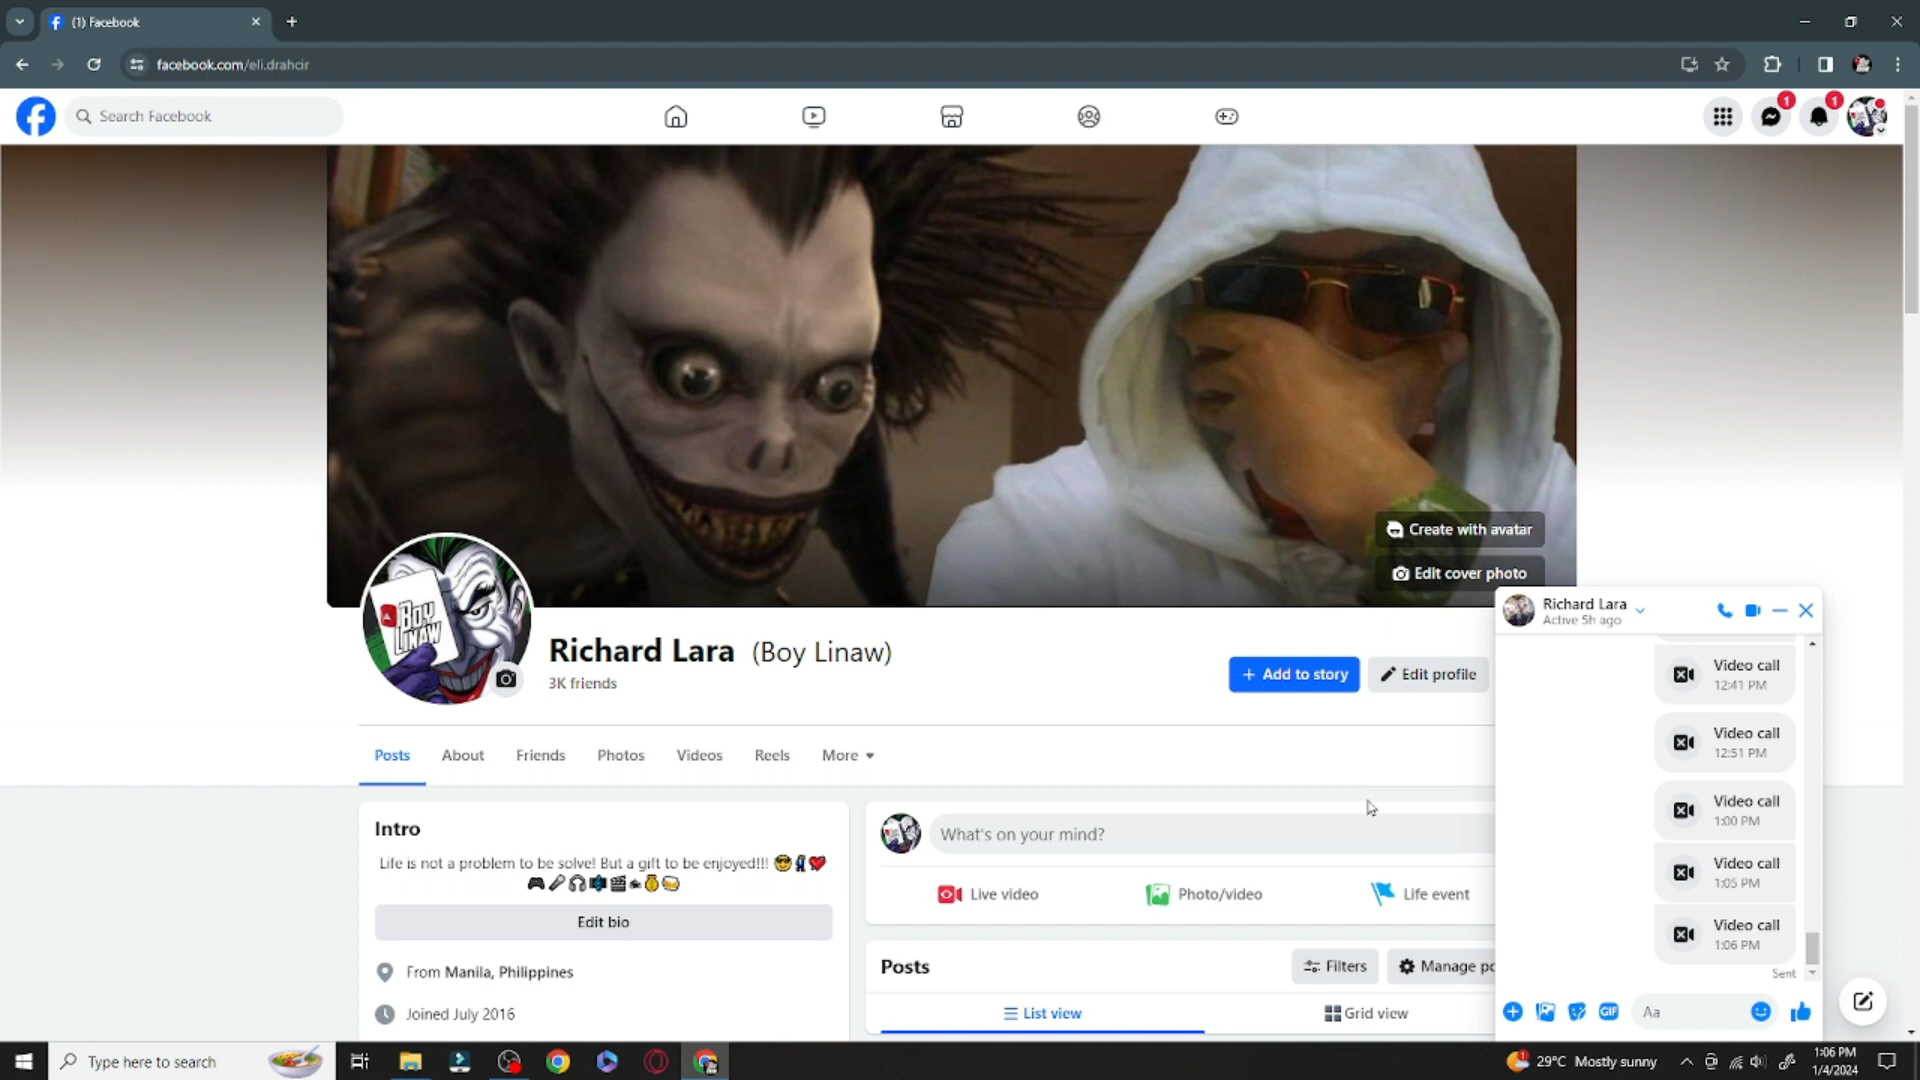 (1) Facebook
facebook.com/eli.drahcir
Search Facebook
1
1
Create with avatar
Edit cover photo
BOY
LINAW
Richard Lara (Boy Linaw)
3K friends
+ Add to story
Edit profile
Posts
About
Friends
Photos
Videos
Reels
More
Intro
Life is not a problem to be solve! But a gift to be enjoyed!!!
Edit bio
From Manila, Philippines
Joined July 2016
What's on your mind?
Live video
Photo/video
Life event
Posts
Filters
Manage po
List view
Grid view
Richard Lara
Active 5h ago
Video call
12:41 PM
Video call
12:51 PM
Video call
1:00 PM
Video call
1:05 PM
Video call
1:06 PM
Sent
GIF
Aa
Type here to search
1
29°C Mostly sunny
1:06 PM
1/4/2024